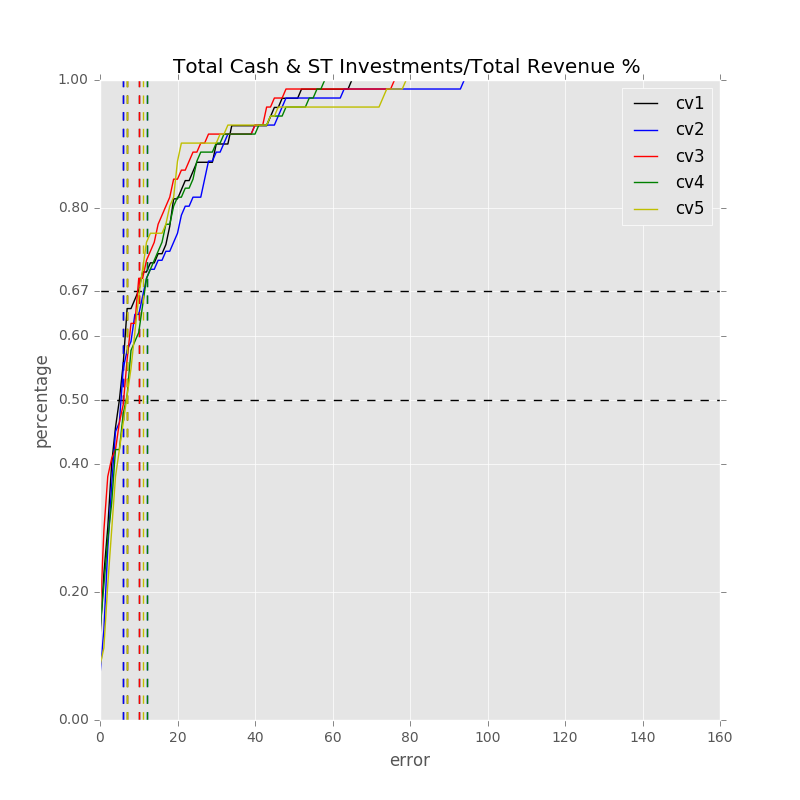 Total Cash & ST Investments/Total Revenue %
1.00
0.80
0.67
0.60
0.50
0.40
0.20
0.00
percentage
cv1
cv2
cv3
cv4
cv5
0 20 40 60 80 100 120 140 160
error